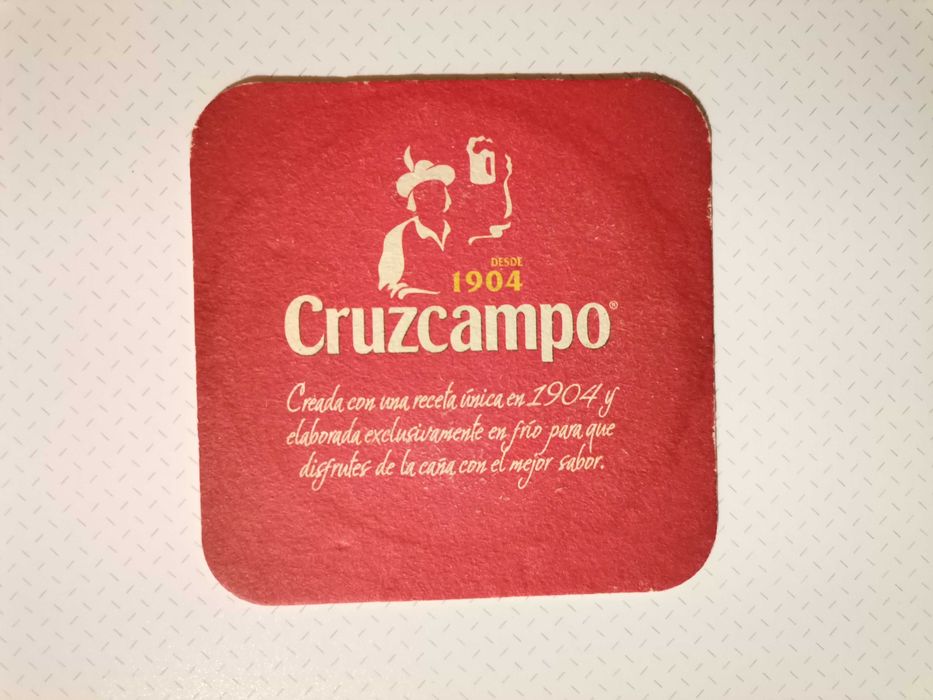 DESDE
1904
Cruzcampo®
Creada con una receta única en 1904 y
elaborada exclusivamente en frío para que
disfrutes de la caña con el mejor sabor.